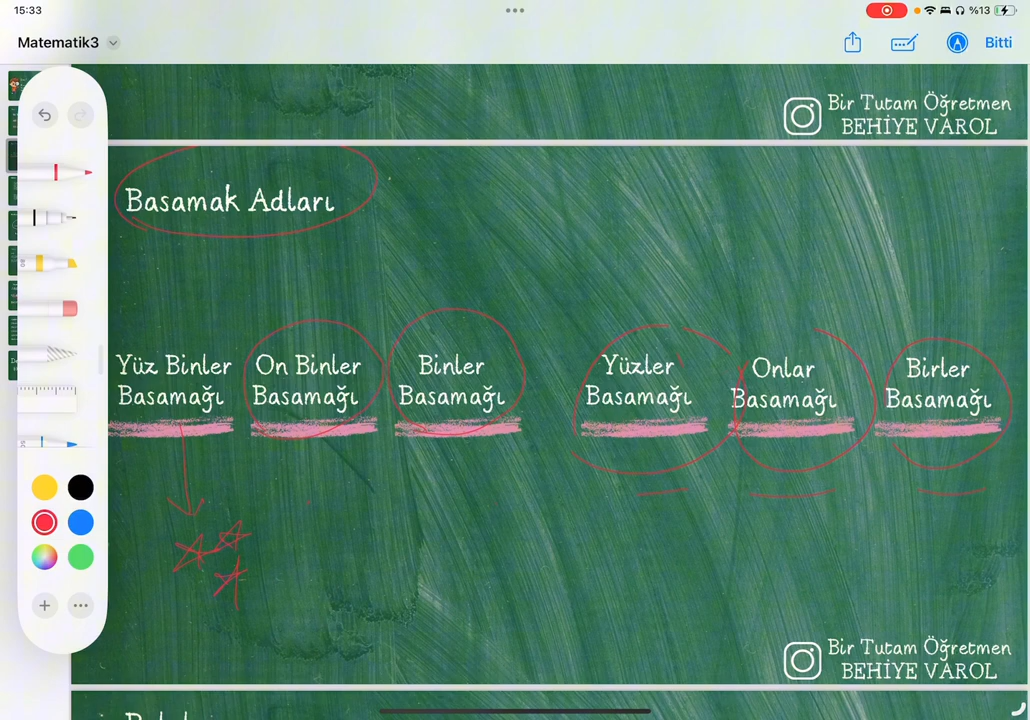 15:33
%13
Matematik3
Bitti
Bir Tutam Öğretmen
BEHİYE VAROL
Basamak Adları
Yüz Binler Basamağı
On Binler Basamağı
Binler Basamağı
Yüzler Basamağı
Onlar Basamağı
Birler Basamağı
Bir Tutam Öğretmen
BEHİYE VAROL